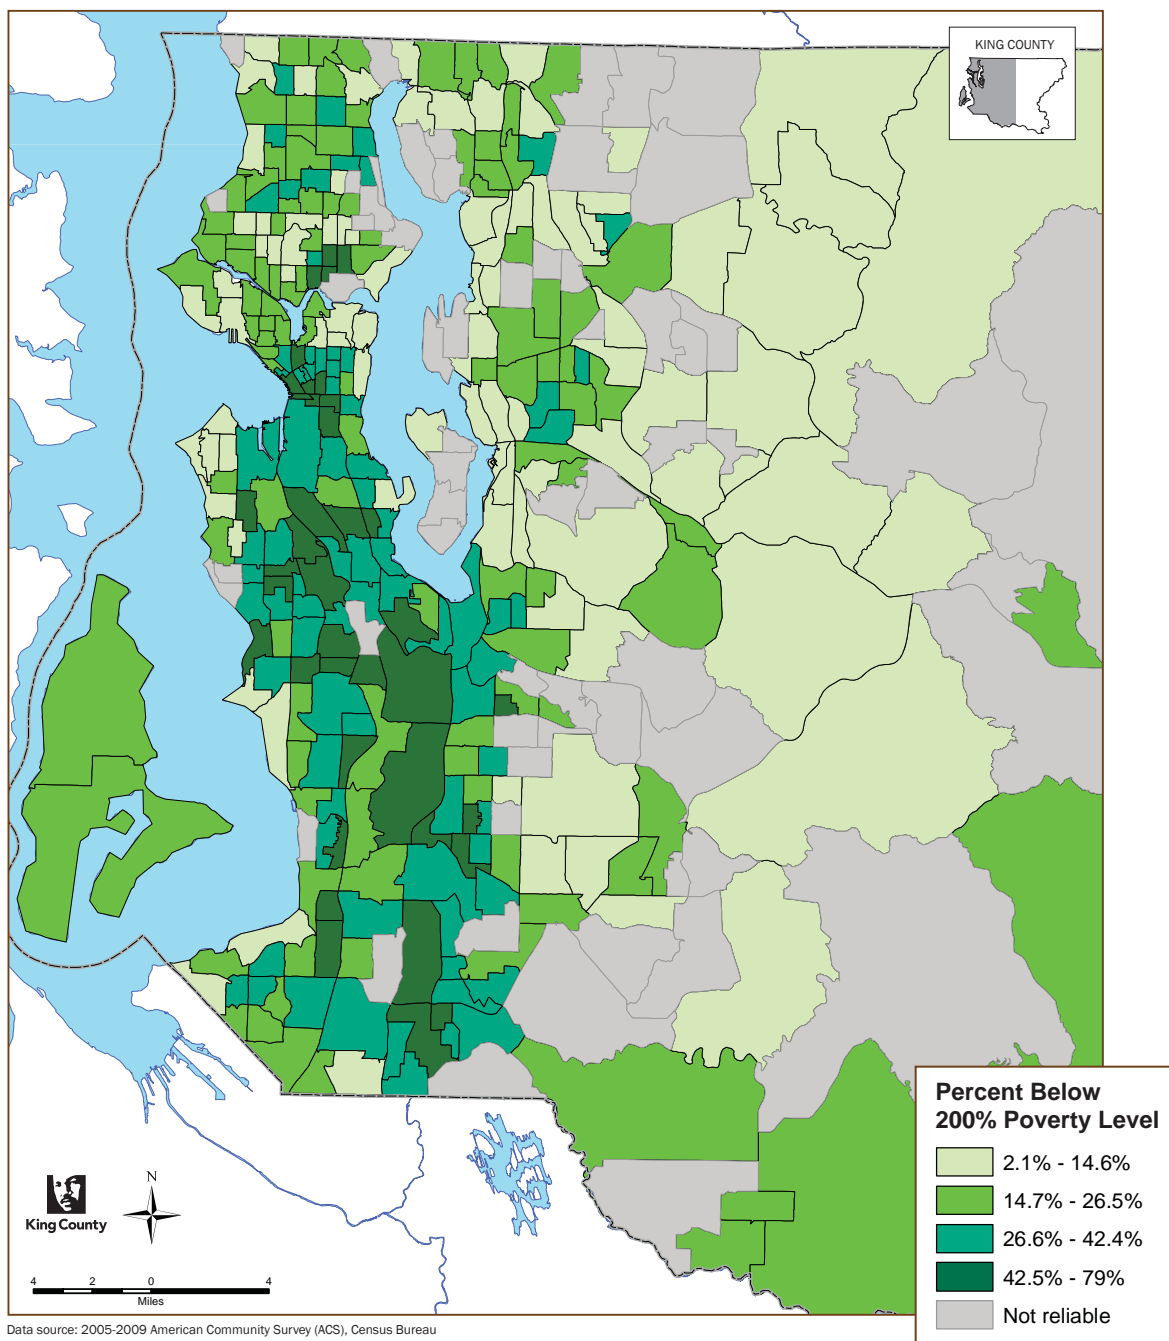 KING COUNTY
Percent Below
200% Poverty Level
2.1% - 14.6%
14.7% - 26.5%
26.6% - 42.4%
42.5% - 79%
Not reliable
King County
N
4 2 0 4
Miles
Data source: 2005-2009 American Community Survey (ACS), Census Bureau